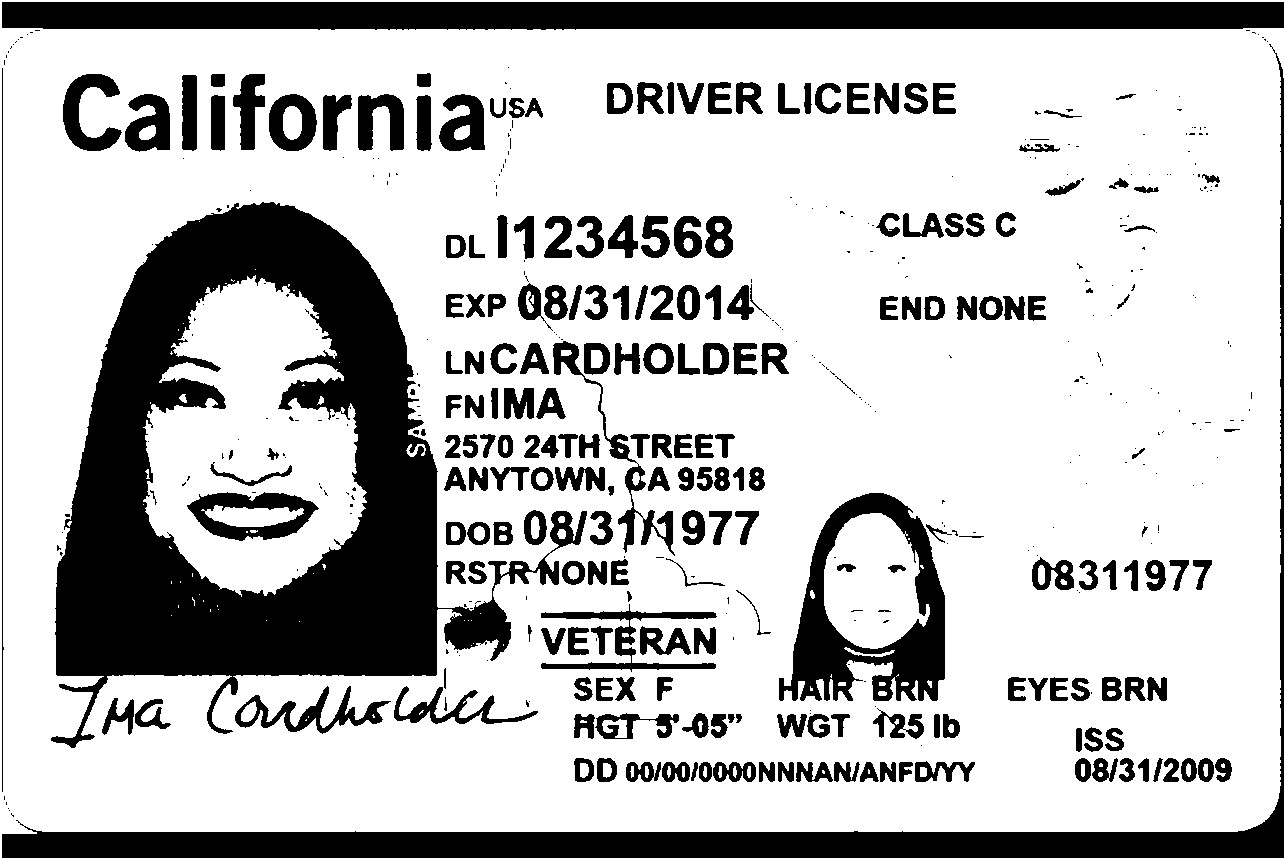 California USA DRIVER LICENSE
DL I1234568 CLASS C
EXP 08/31/2014 END NONE
LN CARDHOLDER
FN IMA
2570 24TH STREET
ANYTOWN, CA 95818
DOB 08/31/1977
RSTR NONE 08311977
VETERAN
Ima Cardholder
SEX F HAIR BRN EYES BRN
HGT 5'-05" WGT 125 lb ISS
DD 00/00/0000NNNAN/ANFD/YY 08/31/2009